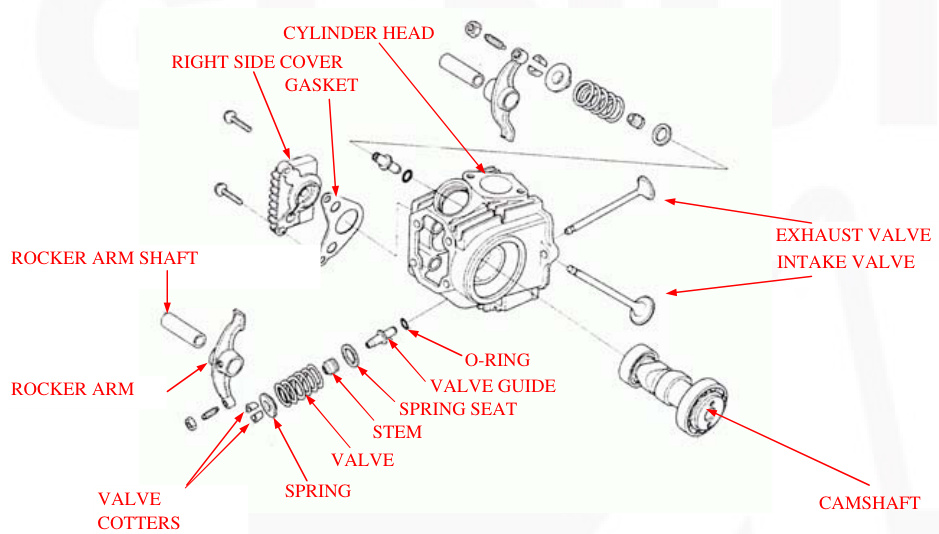 CYLINDER HEAD
RIGHT SIDE COVER
GASKET
EXHAUST VALVE
INTAKE VALVE
ROCKER ARM SHAFT
O-RING
ROCKER ARM
VALVE GUIDE
SPRING SEAT
STEM
VALVE
SPRING
VALVE
COTTERS
CAMSHAFT